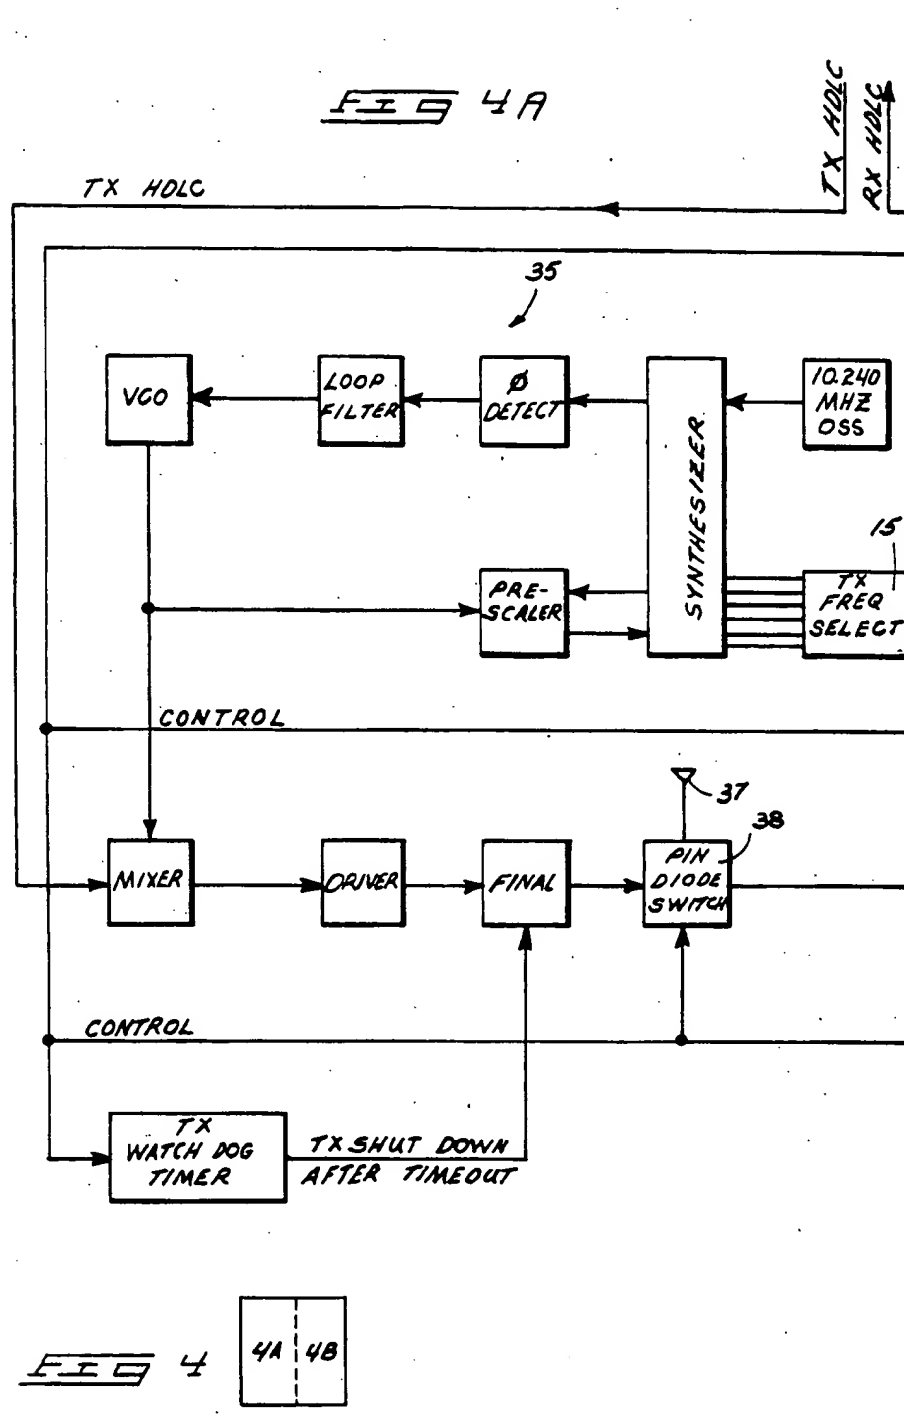 FIG 4A
TX HDLC
RX HDLC
TX HDLC
35
VCO
LOOP
FILTER
Ø
DETECT
SYNTHESIZER
10.240
MHZ
OSS
15
PRE-
SCALER
TX
FREQ
SELECT
CONTROL
37
38
MIXER
DRIVER
FINAL
PIN
DIODE
SWITCH
CONTROL
TX
WATCH DOG
TIMER
TX SHUT DOWN
AFTER TIMEOUT
FIG 4
4A 4B